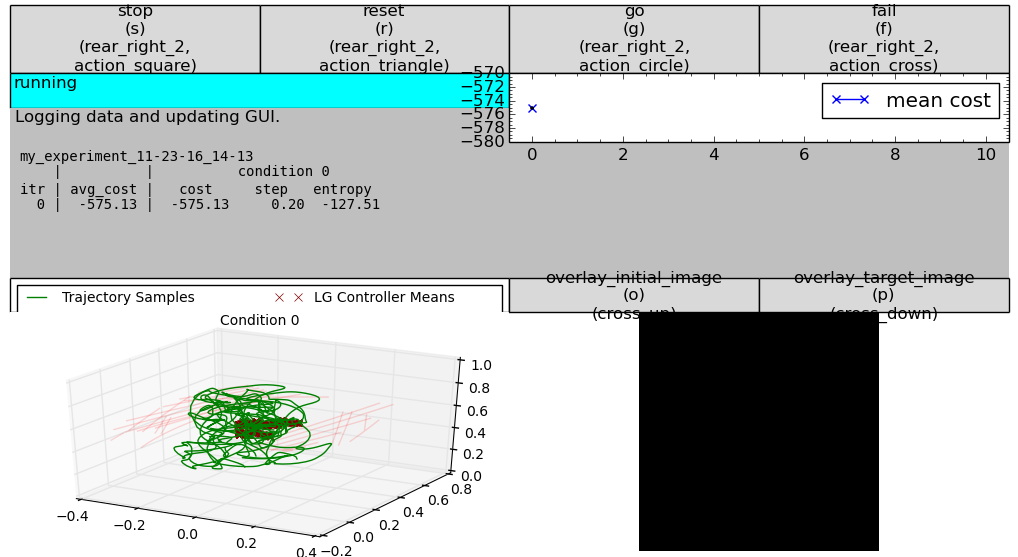 stop
(s)
(rear_right_2,
action_square)
reset
(r)
(rear_right_2,
action_triangle)
go
(g)
(rear_right_2,
action_circle)
fail
(f)
(rear_right_2,
action_cross)
running
Logging data and updating GUI.
my_experiment_11-23-16_14-13
| | condition 0
itr | avg_cost | cost step entropy
0 | -575.13 | -575.13 0.20 -127.51
−570
−572
−574
−576
−578
−580
mean cost
0 2 4 6 8 10
Trajectory Samples
LG Controller Means
overlay_initial_image
(o)
(cross_up)
overlay_target_image
(p)
(cross_down)
Condition 0
1.0
0.8
0.6
0.4
0.2
0.0
0.8
0.6
0.4
0.2
0.0
−0.2
−0.4
−0.2
0.0
0.2
0.4